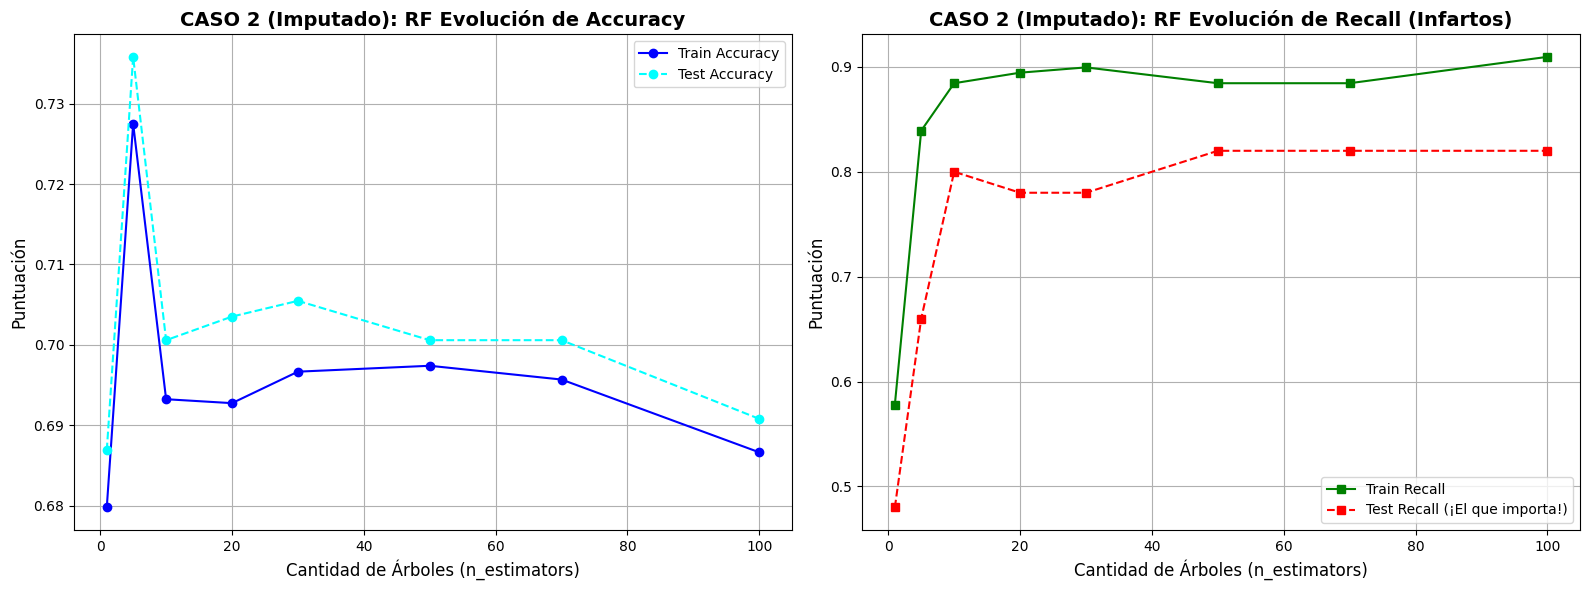 CASO 2 (Imputado): RF Evolución de Accuracy
Train Accuracy
Test Accuracy
0.73
0.72
0.71
0.70
0.69
0.68
Puntuación
0
20
40
60
80
100
Cantidad de Árboles (n_estimators)
CASO 2 (Imputado): RF Evolución de Recall (Infartos)
0.9
0.8
0.7
0.6
0.5
Puntuación
Train Recall
Test Recall (¡El que importa!)
0
20
40
60
80
100
Cantidad de Árboles (n_estimators)